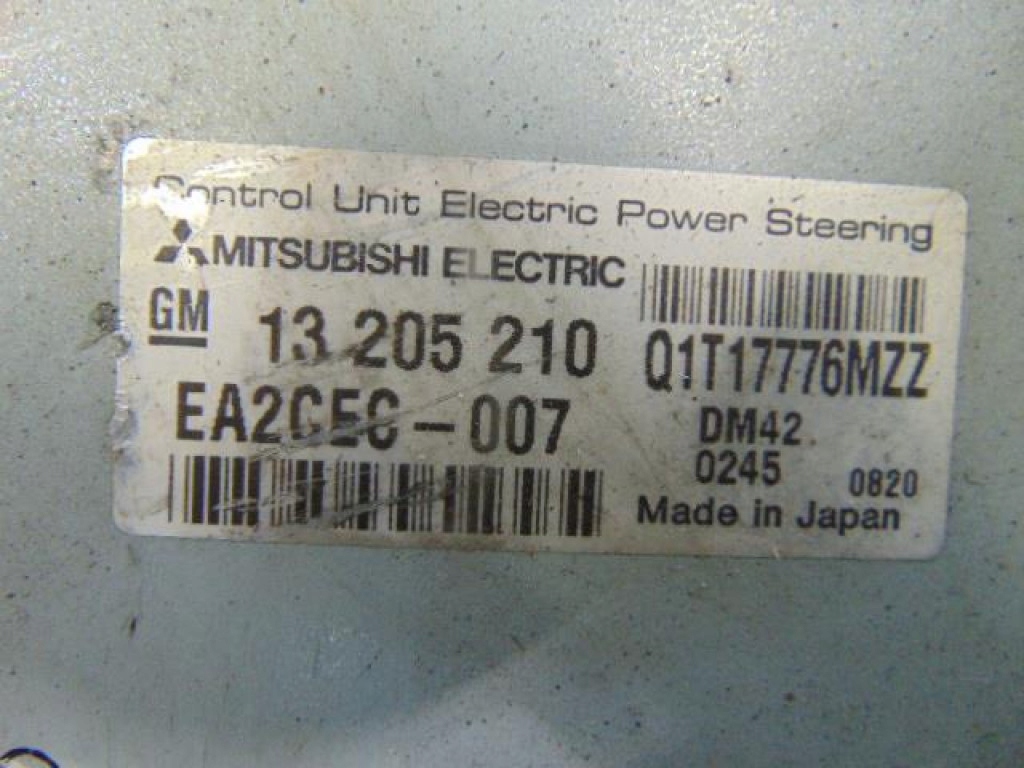 Control Unit Electric Power Steering
MITSUBISHI ELECTRIC
GM 13 205 210
Q1T17776MZZ
EA2CEC-007
DM42
0245 0820
Made in Japan